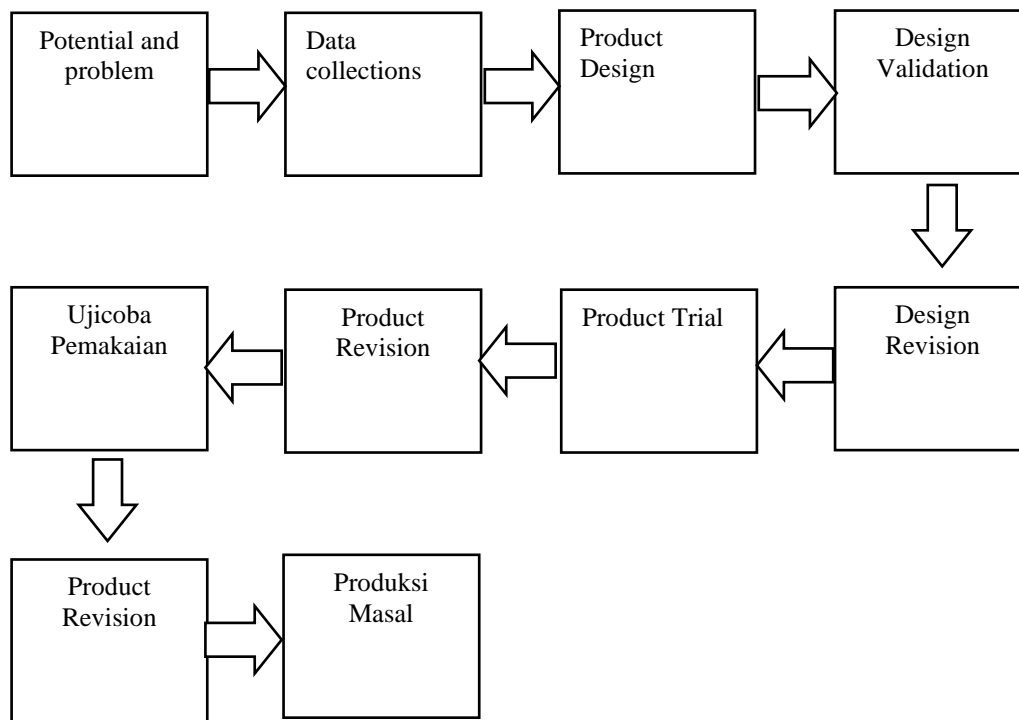 Potential and
problem
Data
collections
Product
Design
Design
Validation
Design
Revision
Product Trial
Product
Revision
Ujicoba
Pemakaian
Product
Revision
Produksi
Masal